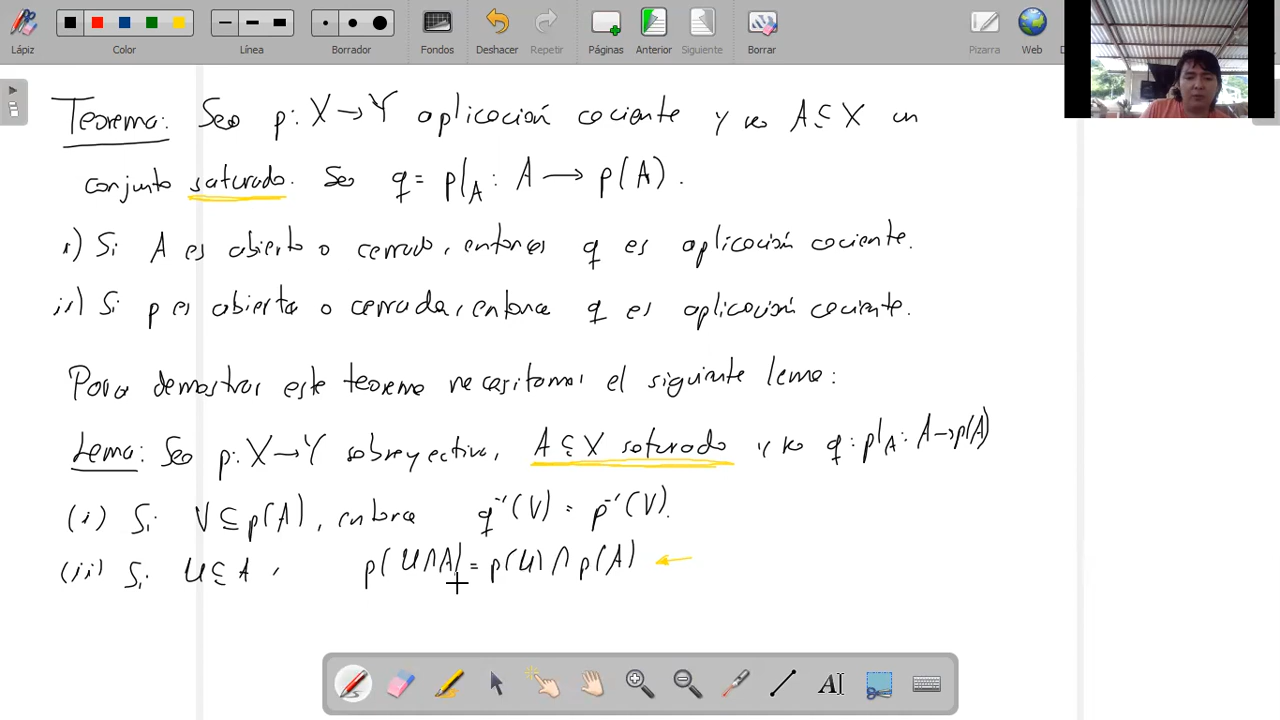 Lápiz
Color
Línea
Borrador
Fondos
Deshacer
Repetir
Páginas
Anterior
Siguiente
Borrar
Pizarra
Web
Teorema: Sea p: X → Y aplicación cociente y sea A ⊆ X un
conjunto saturado. Sea q = p|A : A → p(A).
i) Si A es abierto o cerrado, entonces q es aplicación cociente.
ii) Si p es abierta o cerrada, entonce q es aplicación cociente.
Para demostrar este teorema necesitamos el siguiente lema:
Lema: Sea p: X → Y sobreyectiva, A ⊆ X saturado y sea q: p|A : A → p(A)
(i) Si V ⊆ p(A), entonce q⁻¹(V) = p⁻¹(V).
(ii) Si U ⊆ A, p(U ∩ A) = p(U) ∩ p(A) ←